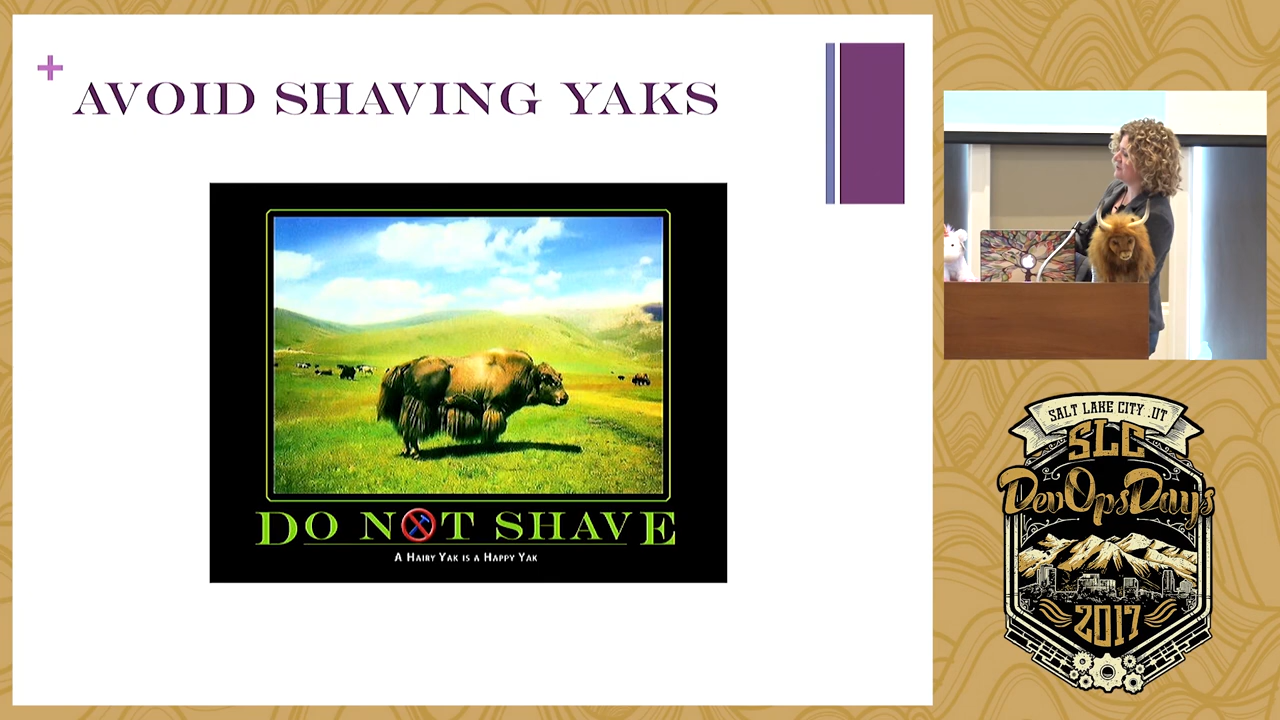 +
AVOID SHAVING YAKS
DO NOT SHAVE
A HAIRY YAK IS A HAPPY YAK
SALT LAKE CITY .UT
SLC
DevOpsDays
2017